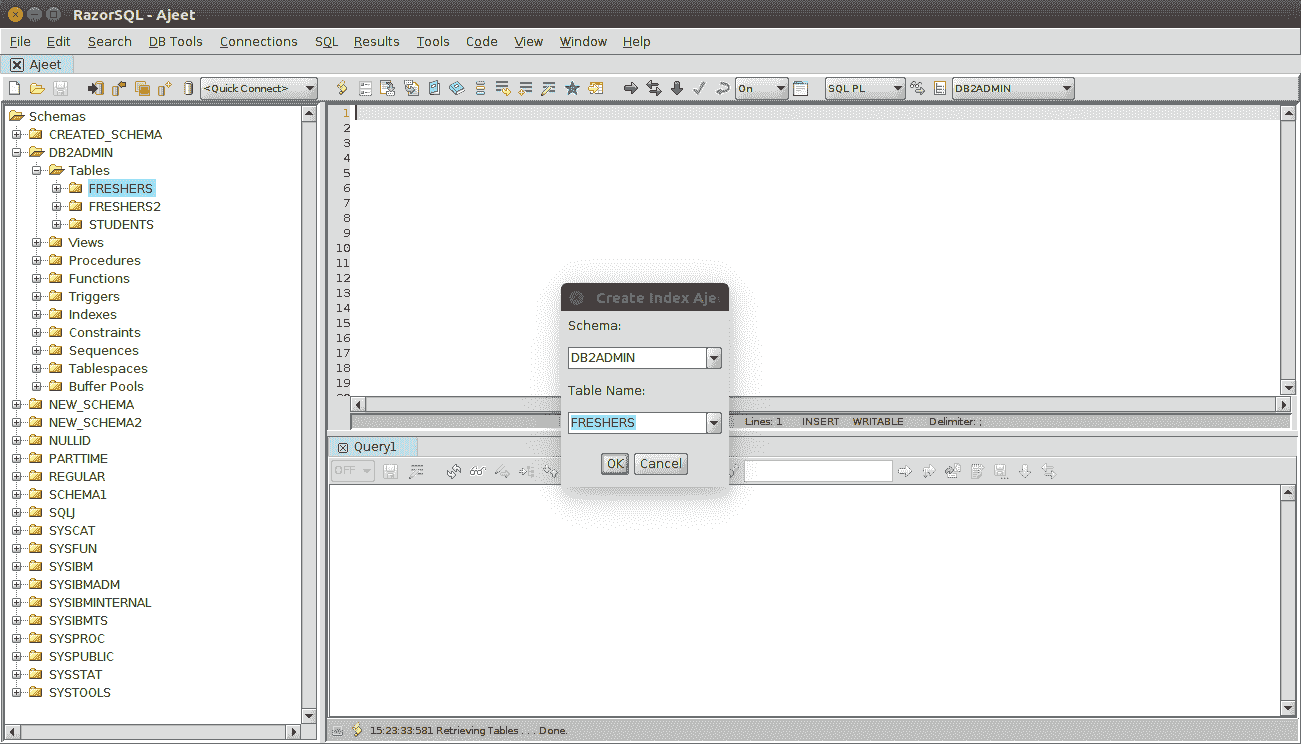 RazorSQL - Ajeet
File Edit Search DB Tools Connections SQL Results Tools Code View Window Help
Ajeet
<Quick Connect> On SQL PL DB2ADMIN
Schemas
CREATED_SCHEMA
DB2ADMIN
Tables
FRESHERS
FRESHERS2
STUDENTS
Views
Procedures
Functions
Triggers
Indexes
Constraints
Sequences
Tablespaces
Buffer Pools
NEW_SCHEMA
NEW_SCHEMA2
NULLID
PARTTIME
REGULAR
SCHEMA1
SQLJ
SYSCAT
SYSFUN
SYSIBM
SYSIBMADM
SYSIBMINTERNAL
SYSIBMTS
SYSPROC
SYSPUBLIC
SYSSTAT
SYSTOOLS
1
2
3
4
5
6
7
8
9
10
11
12
13
14
15
16
17
18
19
Create Index Aje
Schema:
DB2ADMIN
Table Name:
FRESHERS
OK Cancel
Lines: 1 INSERT WRITABLE Delimiter: ;
Query1
OFF
15:23:33:581 Retrieving Tables . . . Done.